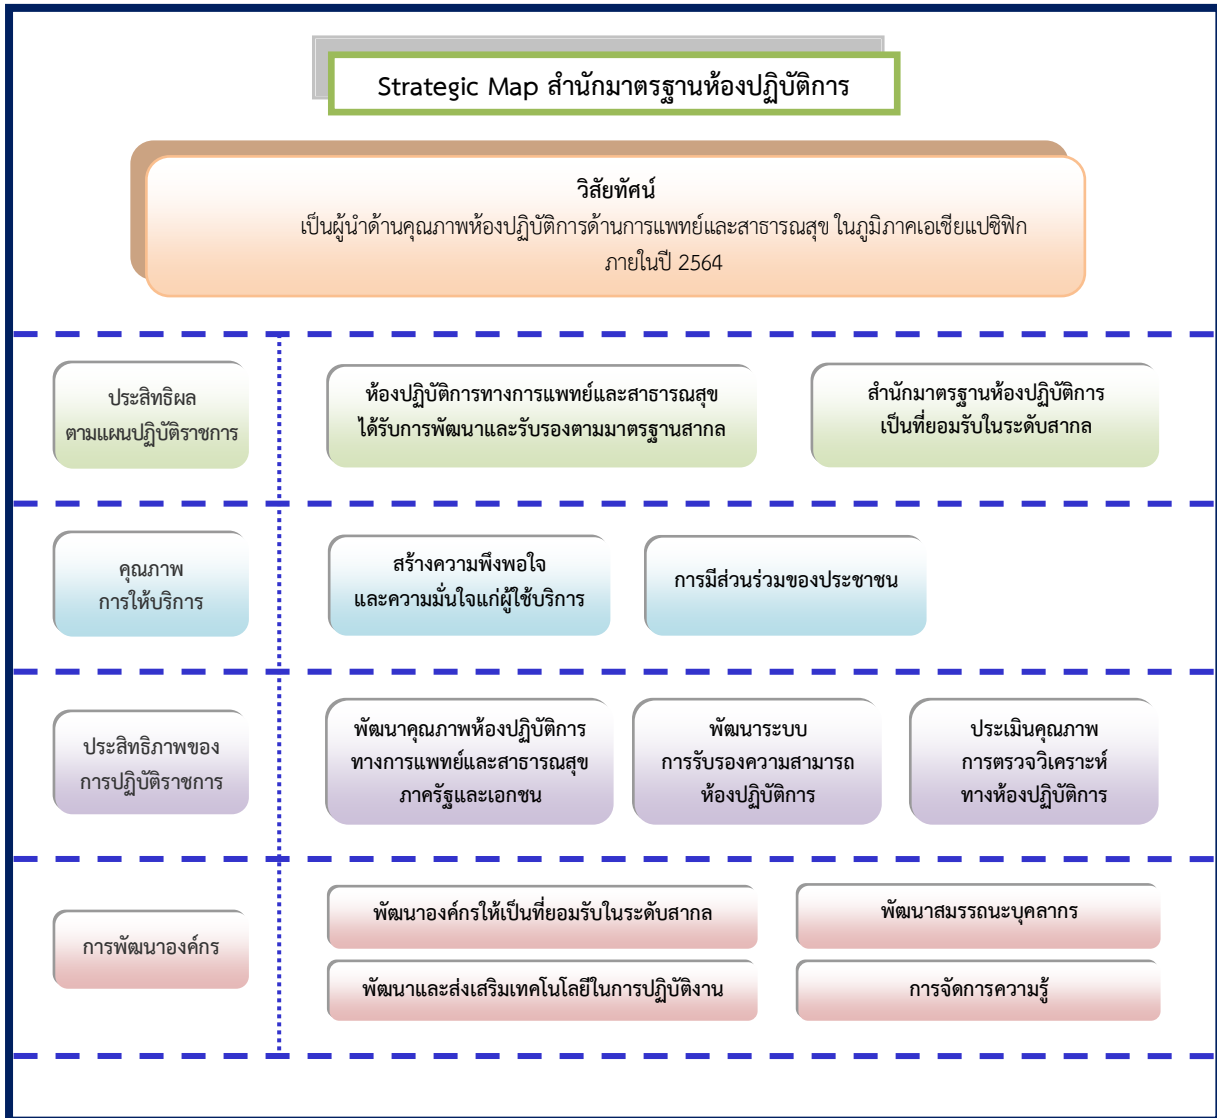 Strategic Map สำนักมาตรฐานห้องปฏิบัติการ
วิสัยทัศน์
เป็นผู้นำด้านคุณภาพห้องปฏิบัติการด้านการแพทย์และสาธารณสุข ในภูมิภาคเอเชียแปซิฟิก
ภายในปี 2564
ประสิทธิผล
ตามแผนปฏิบัติราชการ
ห้องปฏิบัติการทางการแพทย์และสาธารณสุข
ได้รับการพัฒนาและรับรองตามมาตรฐานสากล
สำนักมาตรฐานห้องปฏิบัติการ
เป็นที่ยอมรับในระดับสากล
คุณภาพ
การให้บริการ
สร้างความพึงพอใจ
และความมั่นใจแก่ผู้ใช้บริการ
การมีส่วนร่วมของประชาชน
ประสิทธิภาพของ
การปฏิบัติราชการ
พัฒนาคุณภาพห้องปฏิบัติการ
ทางการแพทย์และสาธารณสุข
ภาครัฐและเอกชน
พัฒนาระบบ
การรับรองความสามารถ
ห้องปฏิบัติการ
ประเมินคุณภาพ
การตรวจวิเคราะห์
ทางห้องปฏิบัติการ
การพัฒนาองค์กร
พัฒนาองค์กรให้เป็นที่ยอมรับในระดับสากล
พัฒนาสมรรถนะบุคลากร
พัฒนาและส่งเสริมเทคโนโลยีในการปฏิบัติงาน
การจัดการความรู้